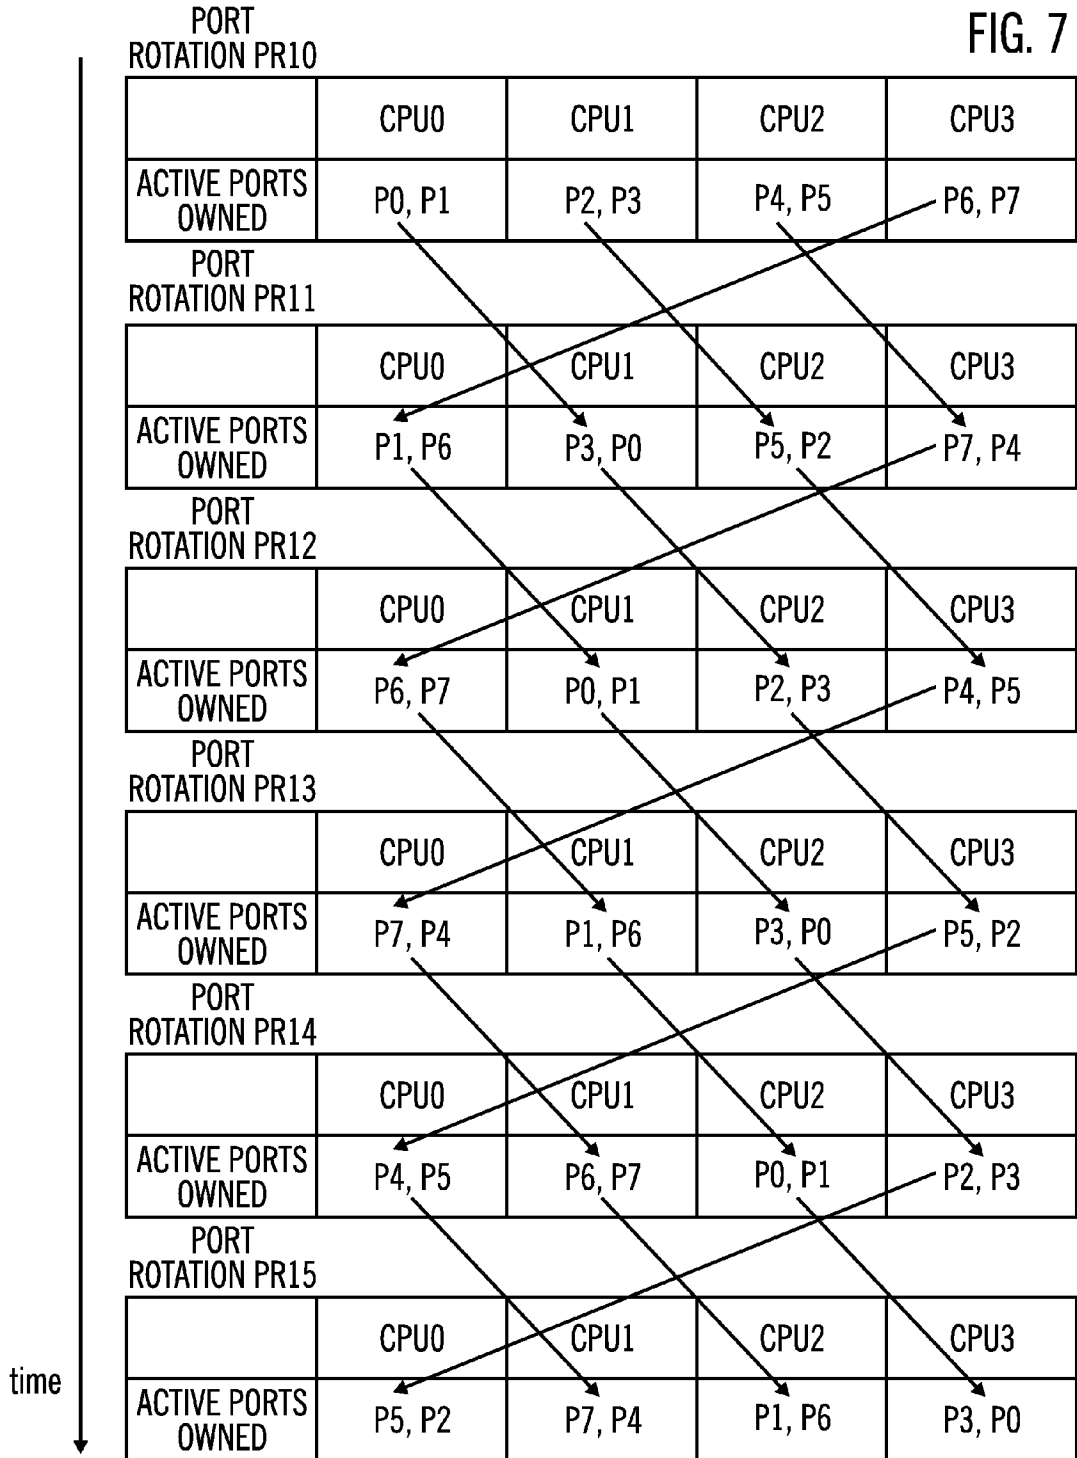 FIG. 7
PORT
ROTATION PR10
CPU0 CPU1 CPU2 CPU3
ACTIVE PORTS
OWNED
P0, P1 P2, P3 P4, P5 P6, P7
PORT
ROTATION PR11
CPU0 CPU1 CPU2 CPU3
ACTIVE PORTS
OWNED
P1, P6 P3, P0 P5, P2 P7, P4
PORT
ROTATION PR12
CPU0 CPU1 CPU2 CPU3
ACTIVE PORTS
OWNED
P6, P7 P0, P1 P2, P3 P4, P5
PORT
ROTATION PR13
CPU0 CPU1 CPU2 CPU3
ACTIVE PORTS
OWNED
P7, P4 P1, P6 P3, P0 P5, P2
PORT
ROTATION PR14
CPU0 CPU1 CPU2 CPU3
ACTIVE PORTS
OWNED
P4, P5 P6, P7 P0, P1 P2, P3
PORT
ROTATION PR15
CPU0 CPU1 CPU2 CPU3
time
ACTIVE PORTS
OWNED
P5, P2 P7, P4 P1, P6 P3, P0